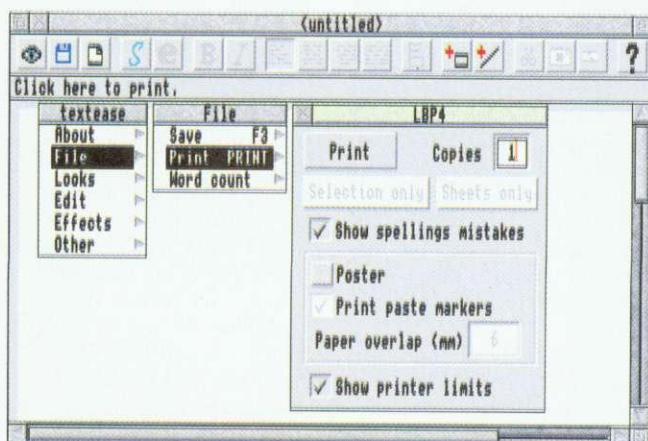 <untitled>
S e B I ?
Click here to print.
textease
About
File
Looks
Edit
Effects
Other
File
Save F3
Print PRINT
Word count
LBP4
Print Copies 1
Selection only Sheets only
Show spellings mistakes
Poster
Print paste markers
Paper overlap (mm) 6
Show printer limits